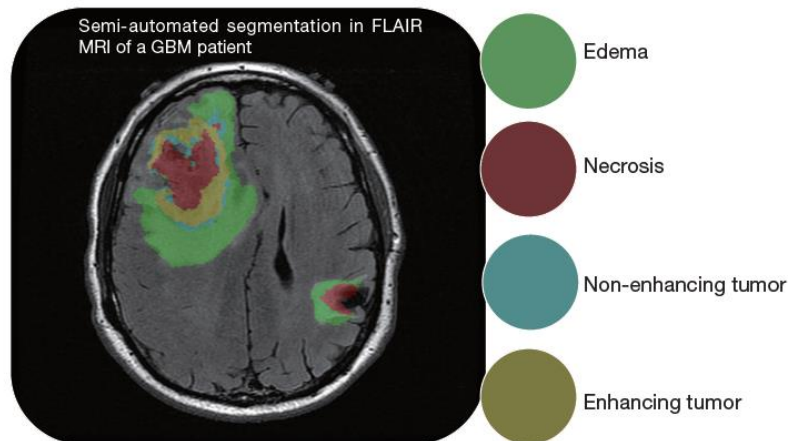 Semi-automated segmentation in FLAIR
MRI of a GBM patient
Edema
Necrosis
Non-enhancing tumor
Enhancing tumor